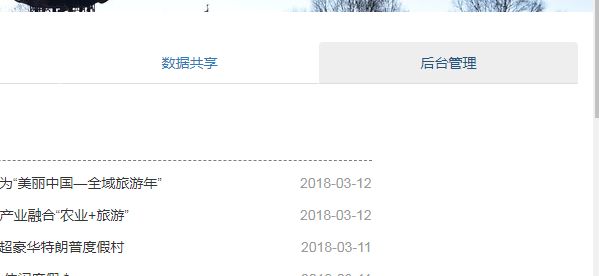 数据共享 后台管理
为“美丽中国—全域旅游年” 2018-03-12
产业融合“农业+旅游” 2018-03-12
超豪华特朗普度假村 2018-03-11